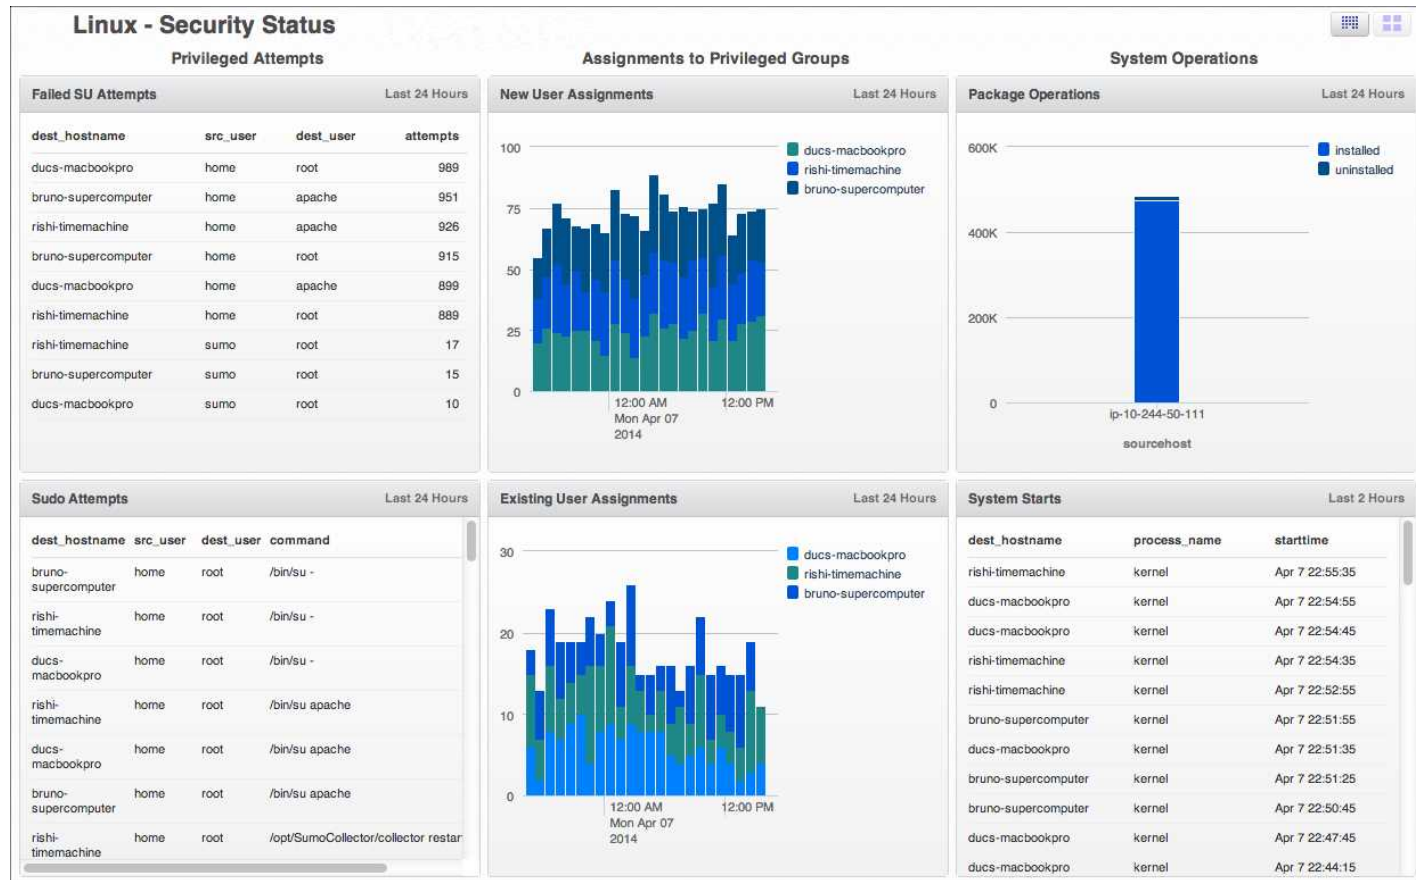 Linux - Security Status
Privileged Attempts
Failed SU Attempts Last 24 Hours
dest_hostname src_user dest_user attempts
ducs-macbookpro home root 989
bruno-supercomputer home apache 951
rishi-timemachine home apache 926
bruno-supercomputer home root 915
ducs-macbookpro home apache 899
rishi-timemachine home root 889
rishi-timemachine sumo root 17
bruno-supercomputer sumo root 15
ducs-macbookpro sumo root 10
Sudo Attempts Last 24 Hours
dest_hostname src_user dest_user command
bruno- home root /bin/su -
supercomputer
rishi- home root /bin/su -
timemachine
ducs- home root /bin/su -
macbookpro
rishi- home root /bin/su apache
timemachine
ducs- home root /bin/su apache
macbookpro
bruno- home root /bin/su apache
supercomputer
rishi- home root /opt/SumoCollector/collector restar
timemachine
Assignments to Privileged Groups
New User Assignments Last 24 Hours
100
75
50
25
0
12:00 AM 12:00 PM
Mon Apr 07
2014
ducs-macbookpro
rishi-timemachine
bruno-supercomputer
Existing User Assignments Last 24 Hours
30
20
10
0
12:00 AM 12:00 PM
Mon Apr 07
2014
ducs-macbookpro
rishi-timemachine
bruno-supercomputer
System Operations
Package Operations Last 24 Hours
600K
400K
200K
0
ip-10-244-50-111
sourcehost
installed
uninstalled
System Starts Last 2 Hours
dest_hostname process_name starttime
rishi-timemachine kernel Apr 7 22:55:35
ducs-macbookpro kernel Apr 7 22:54:55
ducs-macbookpro kernel Apr 7 22:54:45
rishi-timemachine kernel Apr 7 22:54:35
rishi-timemachine kernel Apr 7 22:52:55
bruno-supercomputer kernel Apr 7 22:51:55
ducs-macbookpro kernel Apr 7 22:51:35
bruno-supercomputer kernel Apr 7 22:51:25
bruno-supercomputer kernel Apr 7 22:50:45
ducs-macbookpro kernel Apr 7 22:47:45
ducs-macbookpro kernel Apr 7 22:44:15